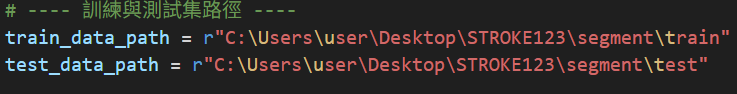 # ---- 訓練與測試集路徑 ----
train_data_path = r"C:\Users\user\Desktop\STROKE123\segment\train"
test_data_path = r"C:\Users\user\Desktop\STROKE123\segment\test"